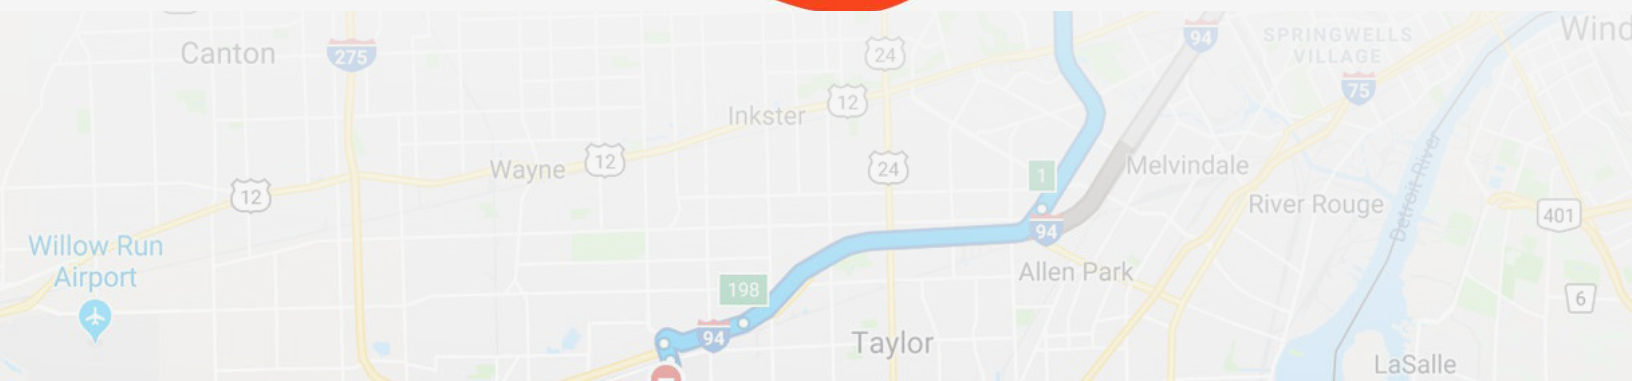 Canton
275
24
94
SPRINGWELLS
VILLAGE
Wind
75
12
Inkster
Wayne
12
24
1
Melvindale
12
River Rouge
Detroit River
401
94
Willow Run
Airport
Allen Park
198
6
94
Taylor
LaSalle